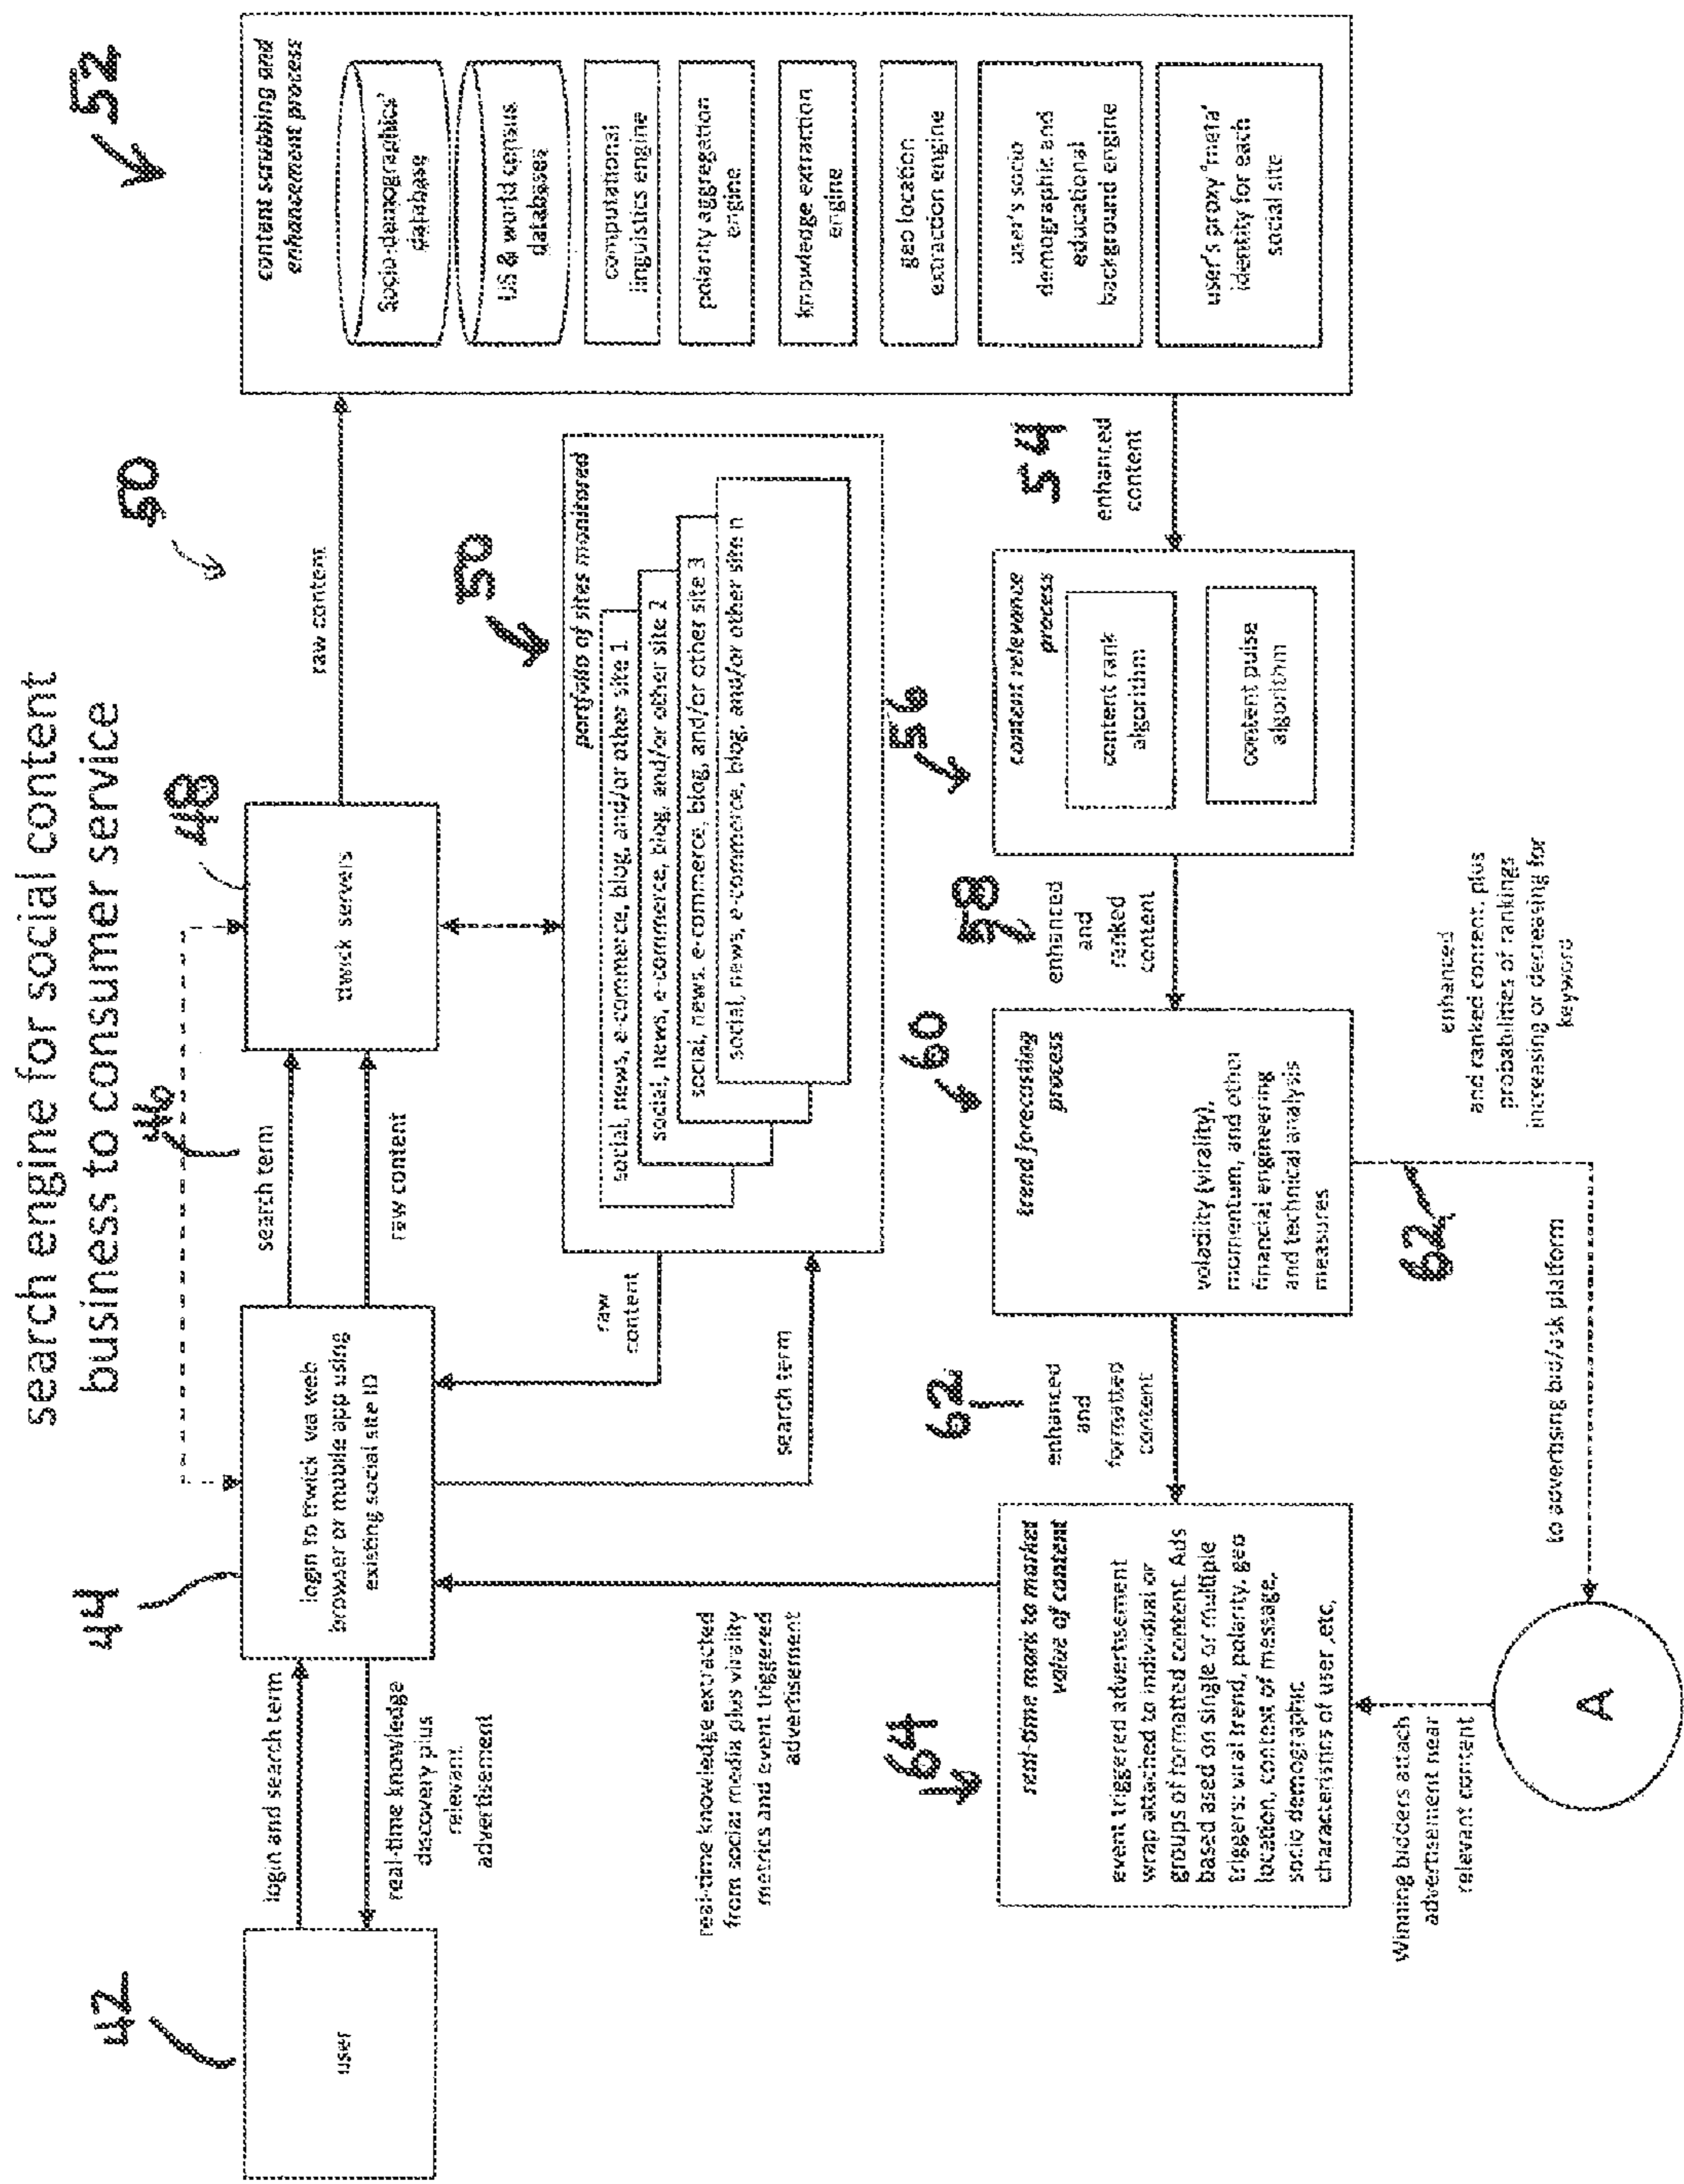 search engine for social content
business to consumer service
42
user
login and search term
real-time knowledge
discovery plus
relevant
advertisement
44
login to ttwick via web
browser or mobile app using
existing social site ID
46
search term
raw content
48
ttwick servers
raw content
50
52
content scrubbing and
enhancement process
Socio-demographics'
database
US & world census
databases
computational
linguistics engine
polarity aggregation
engine
knowledge extraction
engine
geo location
extraction engine
user's socio
demographic and
educational
background engine
user's proxy 'meta'
identity for each
social site
raw
content
search term
50
portfolio of sites monitored
social, news, e-commerce, blog, and/or other site 1
social, news, e-commerce, blog, and/or other site 2
social, news, e-commerce, blog, and/or other site 3
social, news, e-commerce, blog, and/or other site n
54
enhanced
content
56
content relevance
process
content rank
algorithm
content pulse
algorithm
58
enhanced
and
ranked
content
60
trend forecasting
process
volatility (virality),
momentum, and other
financial engineering
and technical analysis
measures
62
enhanced
and
formatted
content
62
enhanced
and ranked content, plus
probabilities of rankings
increasing or decreasing for
keyword
to advertising bid/ask platform
real-time knowledge extracted
from social media plus virality
metrics and event triggered
advertisement
64
real-time mark to market
value of content
event triggered advertisement
wrap attached to individual or
groups of formatted content. Ads
based ased on single or multiple
triggers: viral trend, polarity, geo
location, context of message,
socio demographic
characteristics of user ,etc.
Winning bidders attach
advertisement near
relevant content
A